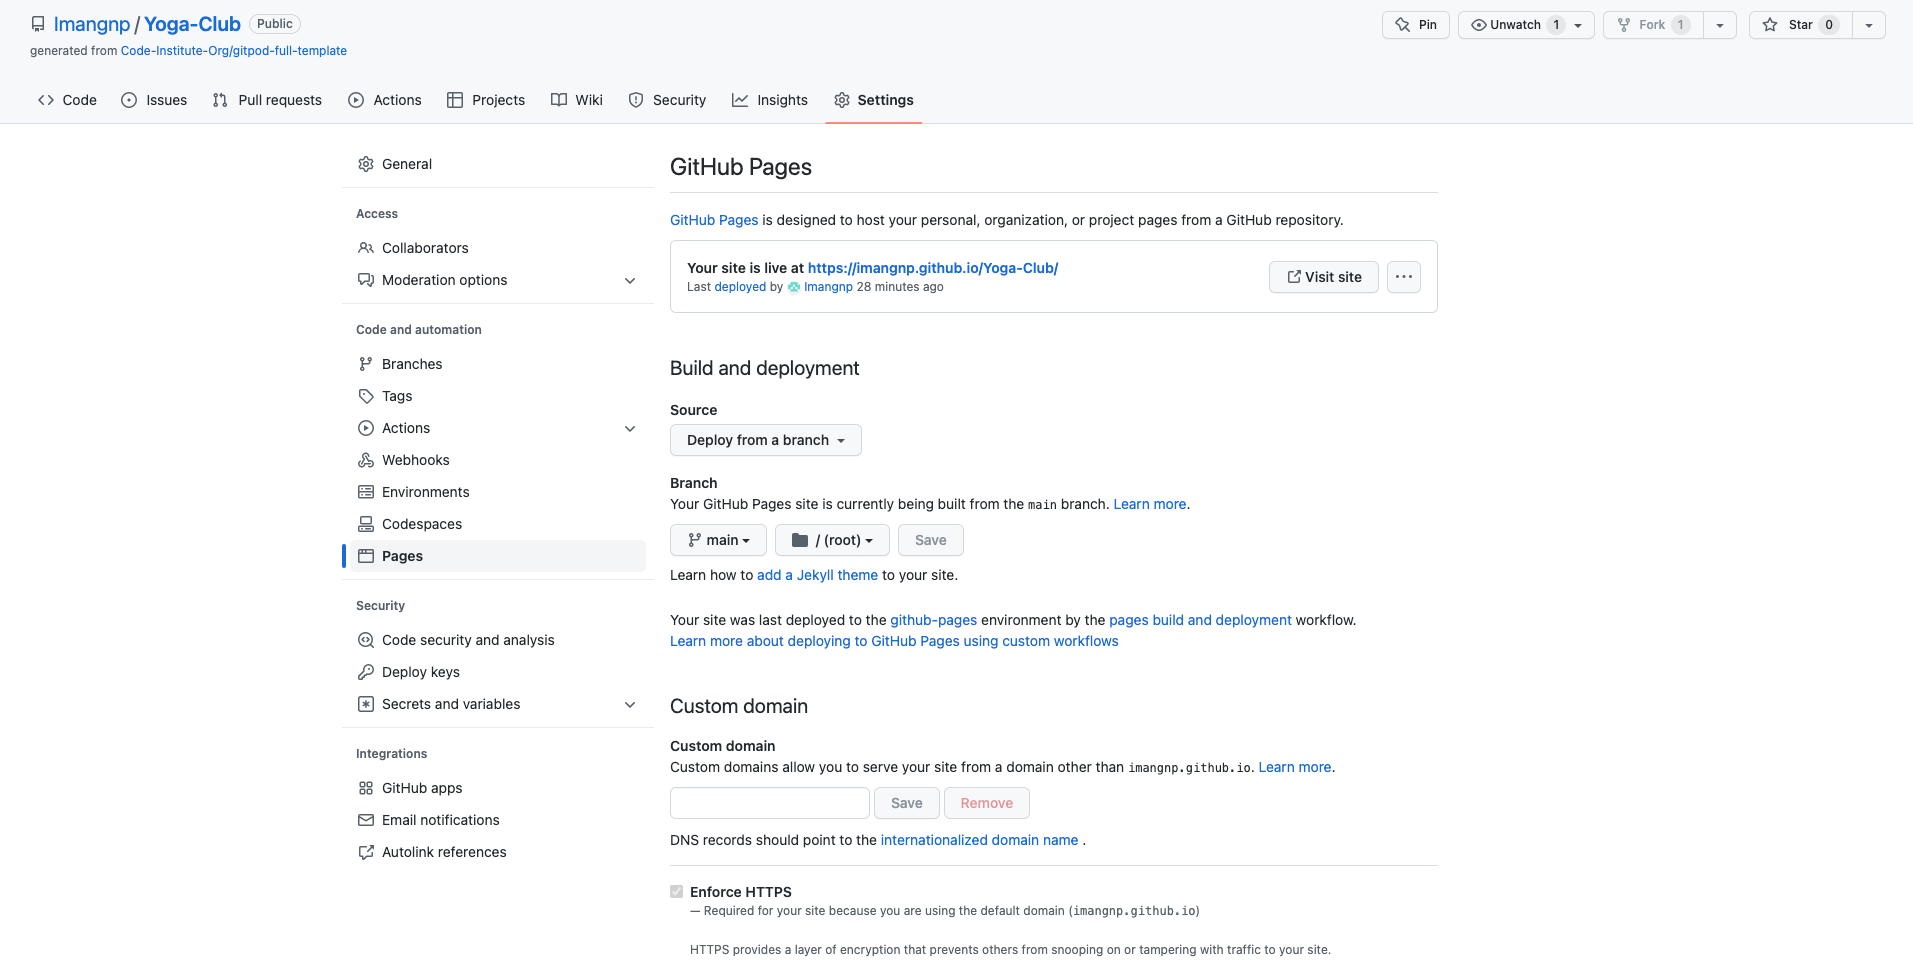 Imangnp / Yoga-Club Public
Pin
Unwatch 1
Fork 1
Star 0
generated from Code-Institute-Org/gitpod-full-template
Code Issues Pull requests Actions Projects Wiki Security Insights Settings
General
Access
Collaborators
Moderation options
Code and automation
Branches
Tags
Actions
Webhooks
Environments
Codespaces
Pages
Security
Code security and analysis
Deploy keys
Secrets and variables
Integrations
GitHub apps
Email notifications
Autolink references
GitHub Pages
GitHub Pages is designed to host your personal, organization, or project pages from a GitHub repository.
Your site is live at https://imangnp.github.io/Yoga-Club/
Last deployed by Imangnp 28 minutes ago
Visit site
Build and deployment
Source
Deploy from a branch
Branch
Your GitHub Pages site is currently being built from the main branch. Learn more.
main / (root) Save
Learn how to add a Jekyll theme to your site.
Your site was last deployed to the github-pages environment by the pages build and deployment workflow.
Learn more about deploying to GitHub Pages using custom workflows
Custom domain
Custom domain
Custom domains allow you to serve your site from a domain other than imangnp.github.io. Learn more.
Save Remove
DNS records should point to the internationalized domain name .
Enforce HTTPS
— Required for your site because you are using the default domain (imangnp.github.io)
HTTPS provides a layer of encryption that prevents others from snooping on or tampering with traffic to your site.